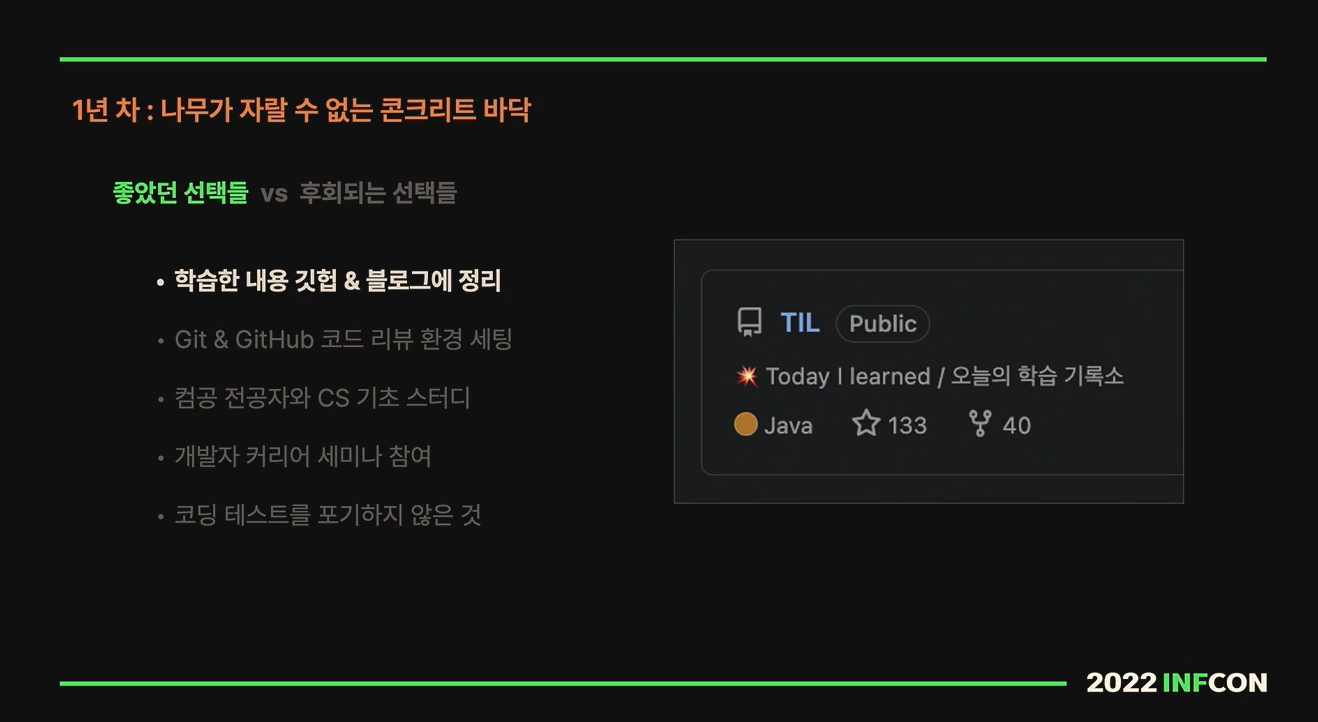 1년 차 : 나무가 자랄 수 없는 콘크리트 바닥
좋았던 선택들 vs 후회되는 선택들
• 학습한 내용 깃헙 & 블로그에 정리
• Git & GitHub 코드 리뷰 환경 세팅
• 컴공 전공자와 CS 기초 스터디
• 개발자 커리어 세미나 참여
• 코딩 테스트를 포기하지 않은 것
TIL Public
💥 Today I learned / 오늘의 학습 기록소
Java 133 40
2022 INFCON